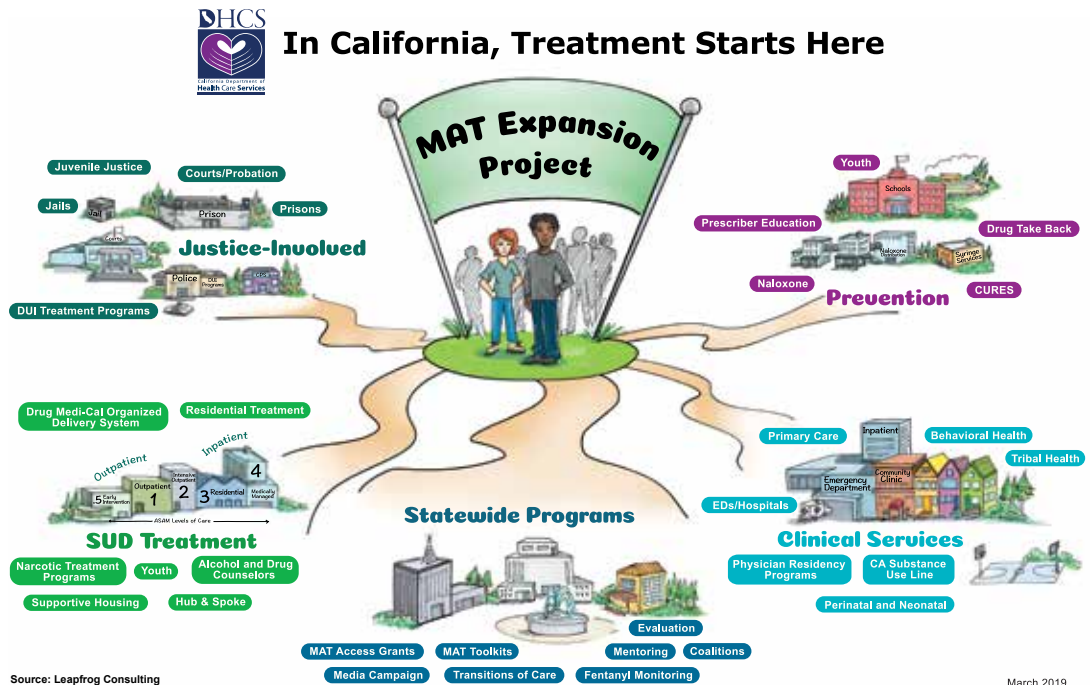 DHCS
California Department of
Health Care Services
In California, Treatment Starts Here
MAT Expansion
Project
Juvenile Justice
Courts/Probation
Jails
Jail
Prison
Prisons
Courts
Justice-Involved
Police
DUI
Programs
DUI Treatment Programs
Youth
Schools
Prescriber Education
Drug Take Back
Naloxone
Distribution
Syringe
Services
Naloxone
CURES
Prevention
Drug Medi-Cal Organized
Delivery System
Residential Treatment
Outpatient
Inpatient
.5 Early
Intervention
Outpatient
1
Intensive
Outpatient
2
3 Residential
4
Medically
Managed
ASAM Levels of Care
SUD Treatment
Narcotic Treatment
Programs
Youth
Alcohol and Drug
Counselors
Supportive Housing
Hub & Spoke
Statewide Programs
Evaluation
MAT Access Grants
MAT Toolkits
Mentoring
Coalitions
Media Campaign
Transitions of Care
Fentanyl Monitoring
Primary Care
Inpatient
Behavioral Health
Tribal Health
Emergency
Department
Community
Clinic
EDs/Hospitals
Clinical Services
Physician Residency
Programs
CA Substance
Use Line
Perinatal and Neonatal
Source: Leapfrog Consulting
March 2019